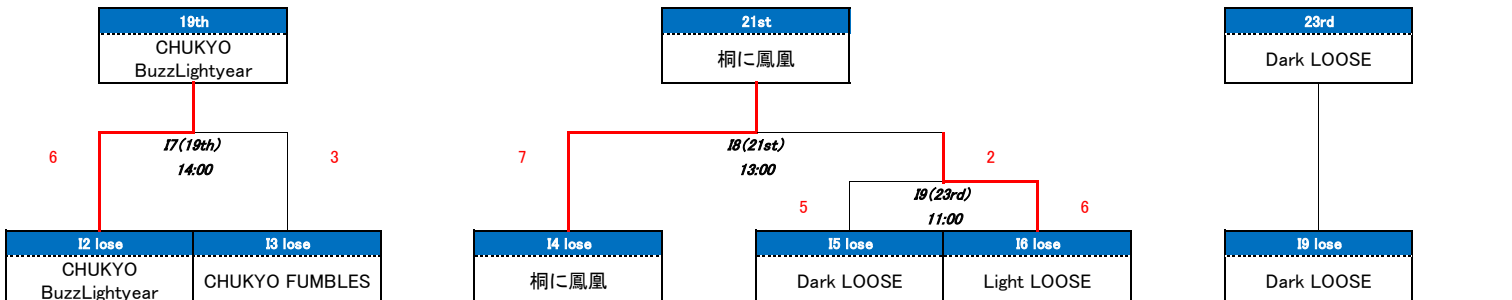 19th
21st
23rd
CHUKYO
BuzzLightyear
桐に鳳凰
Dark LOOSE
6
I7(19th)
14:00
3
7
I8(21st)
13:00
2
5
I9(23rd)
11:00
6
I2 lose
I3 lose
I4 lose
I5 lose
I6 lose
I9 lose
CHUKYO
BuzzLightyear
CHUKYO FUMBLES
桐に鳳凰
Dark LOOSE
Light LOOSE
Dark LOOSE